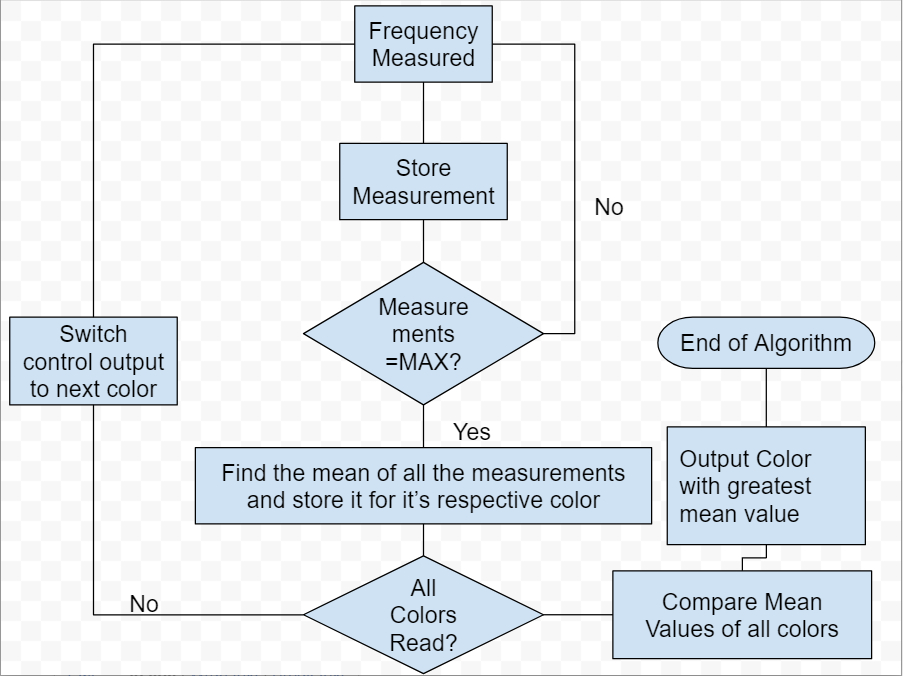 Frequency
Measured
Store
Measurement
No
Measure
ments
=MAX?
Switch
control output
to next color
End of Algorithm
Yes
Find the mean of all the measurements
and store it for it's respective color
Output Color
with greatest
mean value
All
Colors
Read?
No
Compare Mean
Values of all colors